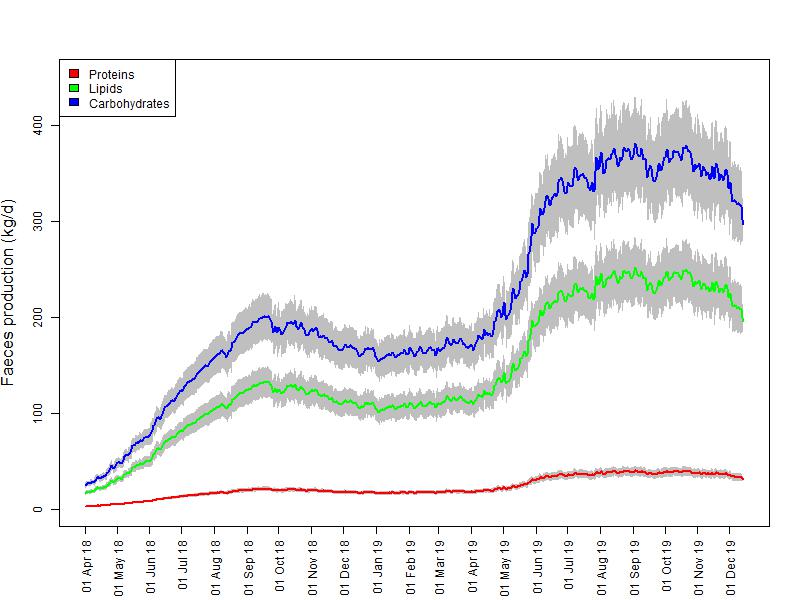 Proteins
Lipids
Carbohydrates
Faeces production (kg/d)
400
300
200
100
0
01 Apr 18
01 May 18
01 Jun 18
01 Jul 18
01 Aug 18
01 Sep 18
01 Oct 18
01 Nov 18
01 Dec 18
01 Jan 19
01 Feb 19
01 Mar 19
01 Apr 19
01 May 19
01 Jun 19
01 Jul 19
01 Aug 19
01 Sep 19
01 Oct 19
01 Nov 19
01 Dec 19